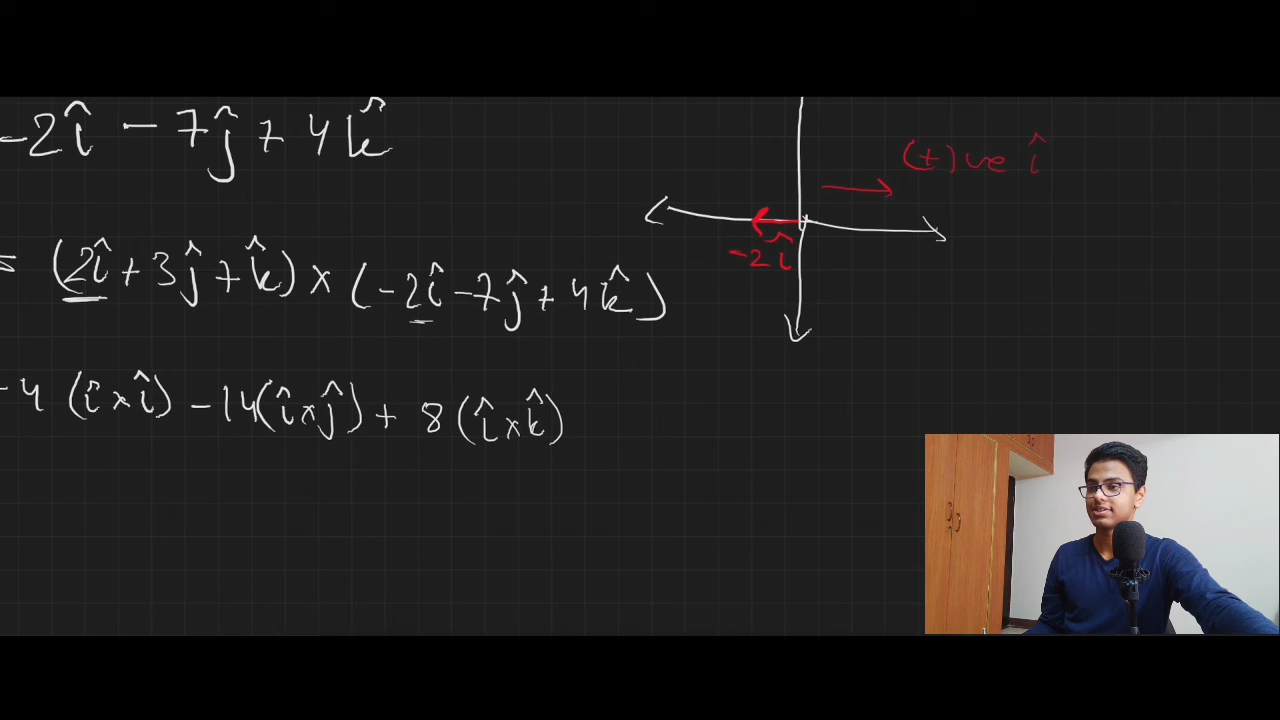 -2î - 7ĵ + 4k̂
(+)ve î
-2î
= (2î + 3ĵ + k̂) × (-2î - 7ĵ + 4k̂)
-4 (î × î) - 14(î × ĵ) + 8 (î × k̂)